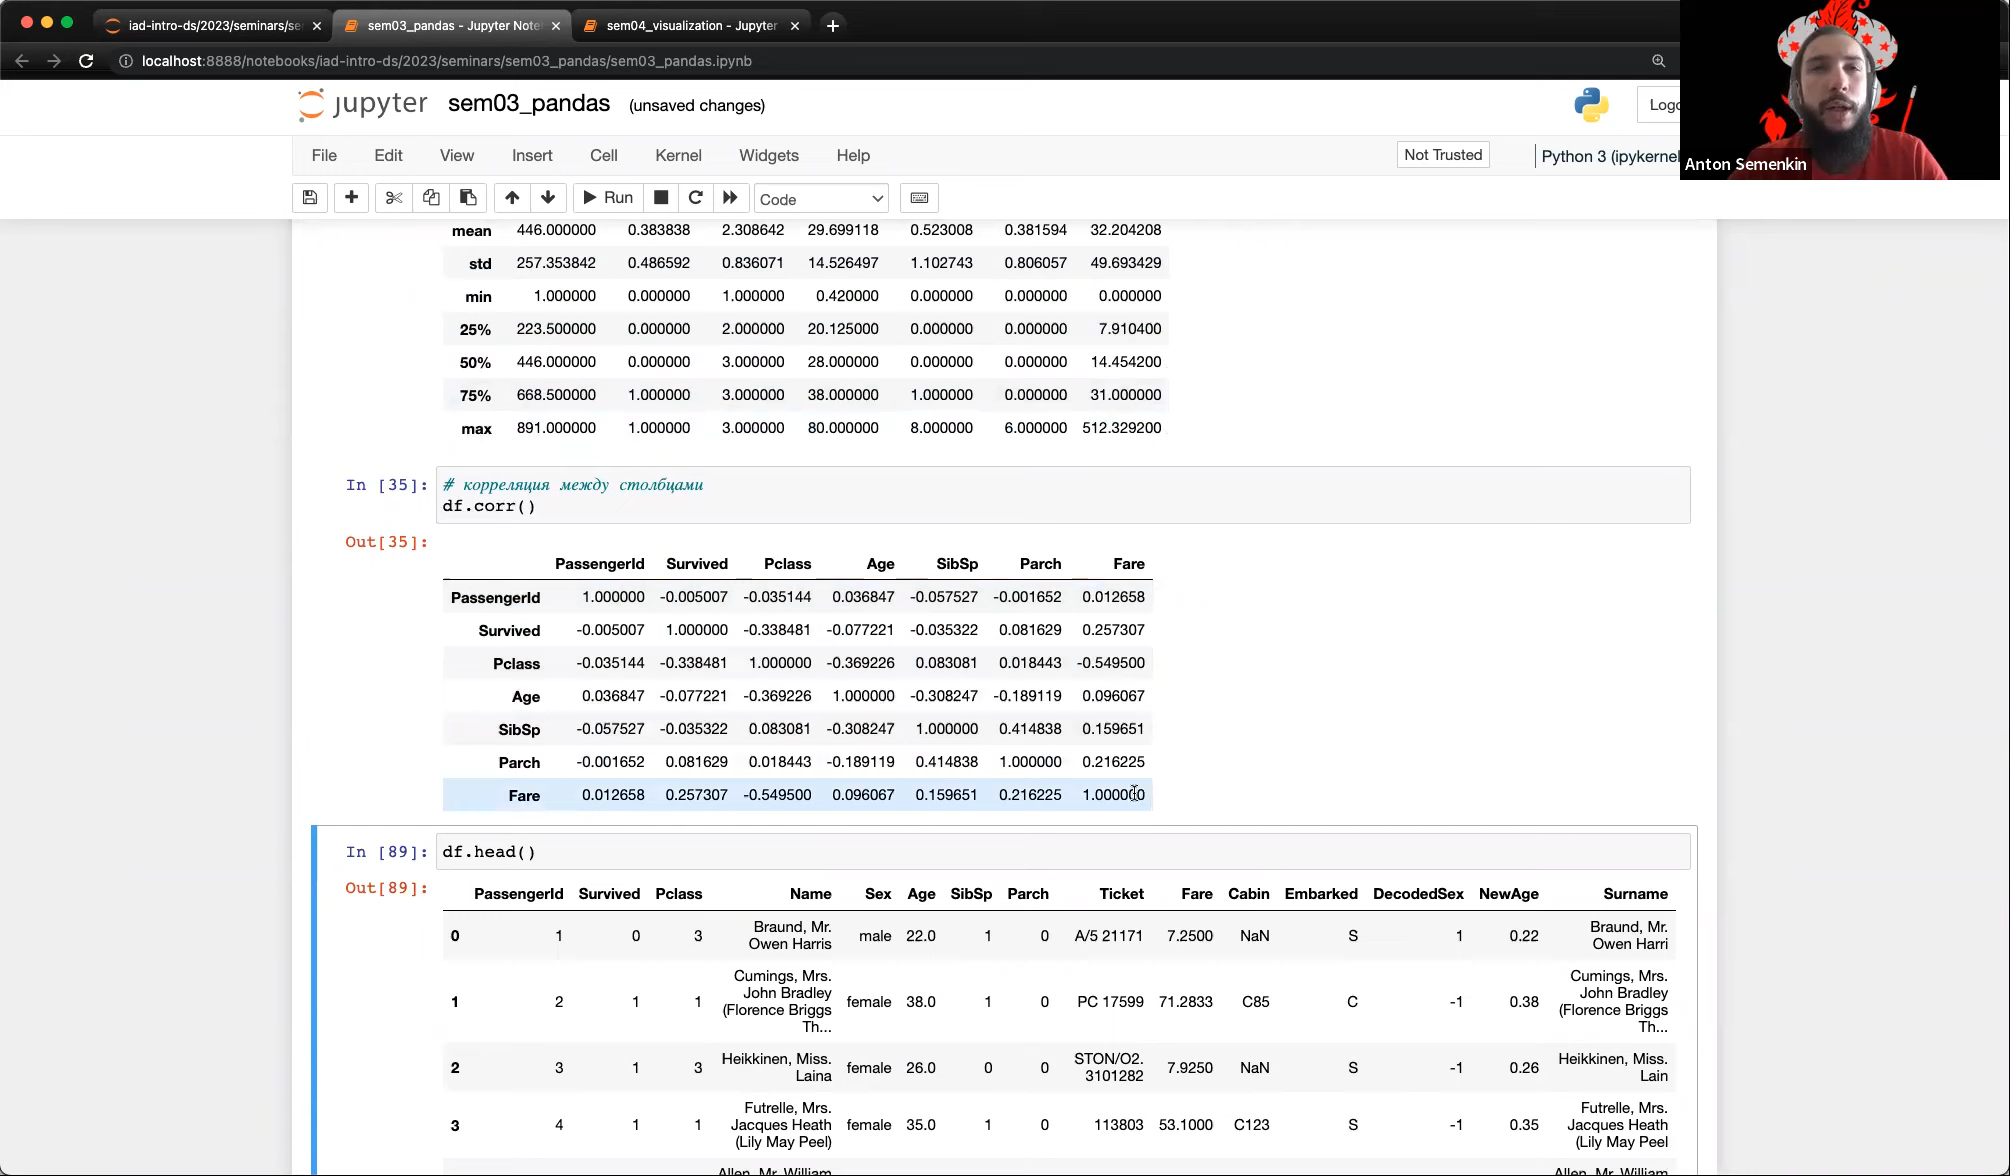 iad-intro-ds/2023/seminars/se
sem03_pandas - Jupyter Note
sem04_visualization - Jupyter
localhost:8888/notebooks/iad-intro-ds/2023/seminars/sem03_pandas/sem03_pandas.ipynb
jupyter sem03_pandas (unsaved changes)
File Edit View Insert Cell Kernel Widgets Help
Not Trusted
Python 3 (ipykernel
Anton Semenkin
Run
Code
mean 446.000000 0.383838 2.308642 29.699118 0.523008 0.381594 32.204208
std 257.353842 0.486592 0.836071 14.526497 1.102743 0.806057 49.693429
min 1.000000 0.000000 1.000000 0.420000 0.000000 0.000000 0.000000
25% 223.500000 0.000000 2.000000 20.125000 0.000000 0.000000 7.910400
50% 446.000000 0.000000 3.000000 28.000000 0.000000 0.000000 14.454200
75% 668.500000 1.000000 3.000000 38.000000 1.000000 0.000000 31.000000
max 891.000000 1.000000 3.000000 80.000000 8.000000 6.000000 512.329200
In [35]: # корреляция между столбцами
df.corr()
Out[35]:
PassengerId Survived Pclass Age SibSp Parch Fare
PassengerId 1.000000 -0.005007 -0.035144 0.036847 -0.057527 -0.001652 0.012658
Survived -0.005007 1.000000 -0.338481 -0.077221 -0.035322 0.081629 0.257307
Pclass -0.035144 -0.338481 1.000000 -0.369226 0.083081 0.018443 -0.549500
Age 0.036847 -0.077221 -0.369226 1.000000 -0.308247 -0.189119 0.096067
SibSp -0.057527 -0.035322 0.083081 -0.308247 1.000000 0.414838 0.159651
Parch -0.001652 0.081629 0.018443 -0.189119 0.414838 1.000000 0.216225
Fare 0.012658 0.257307 -0.549500 0.096067 0.159651 0.216225 1.000000
In [89]: df.head()
Out[89]:
PassengerId Survived Pclass Name Sex Age SibSp Parch Ticket Fare Cabin Embarked DecodedSex NewAge Surname
Braund, Mr. Braund, Mr.
0 1 0 3 male 22.0 1 0 A/5 21171 7.2500 NaN S 1 0.22
Owen Harris Owen Harri
Cumings, Mrs. Cumings, Mrs.
John Bradley John Bradley
1 2 1 1 female 38.0 1 0 PC 17599 71.2833 C85 C -1 0.38
(Florence Briggs (Florence Briggs
Th... Th...
Heikkinen, Miss. STON/O2. Heikkinen, Miss.
2 3 1 3 female 26.0 0 0 7.9250 NaN S -1 0.26
Laina 3101282 Lain
Futrelle, Mrs. Futrelle, Mrs.
3 4 1 1 Jacques Heath female 35.0 1 0 113803 53.1000 C123 S -1 0.35 Jacques Heath
(Lily May Peel) (Lily May Peel
Allen, Mr. William Allen, Mr. William